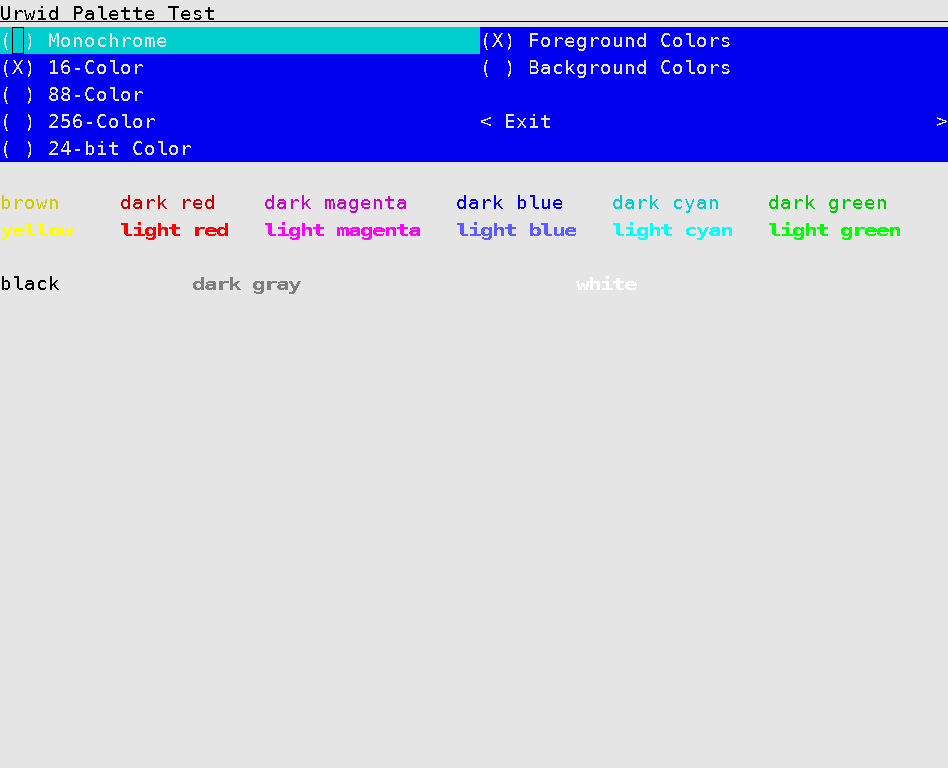 Urwid Palette Test
( ) Monochrome (X) Foreground Colors
(X) 16-Color ( ) Background Colors
( ) 88-Color
( ) 256-Color < Exit >
( ) 24-bit Color
brown dark red dark magenta dark blue dark cyan dark green
yellow light red light magenta light blue light cyan light green
black dark gray white